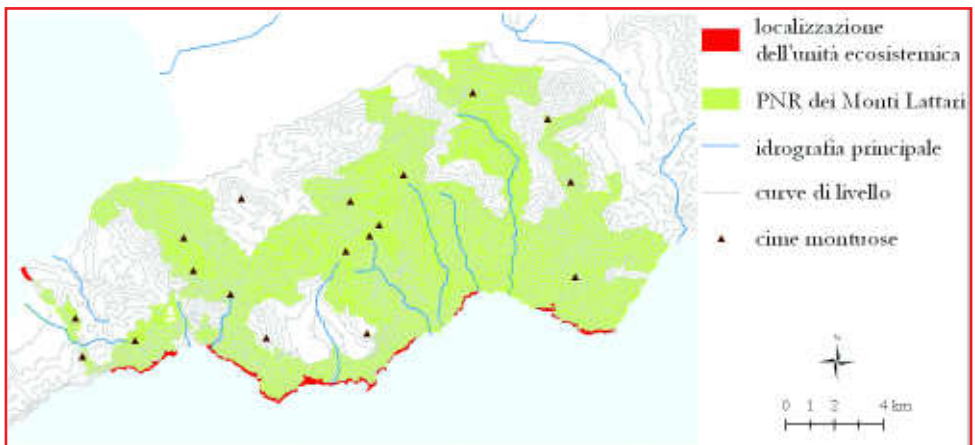 localizzazione
dell'unità ecosistemica
PNR dei Monti Lattari
idrografia principale
curve di livello
cime montuose
0 1 2 4 km